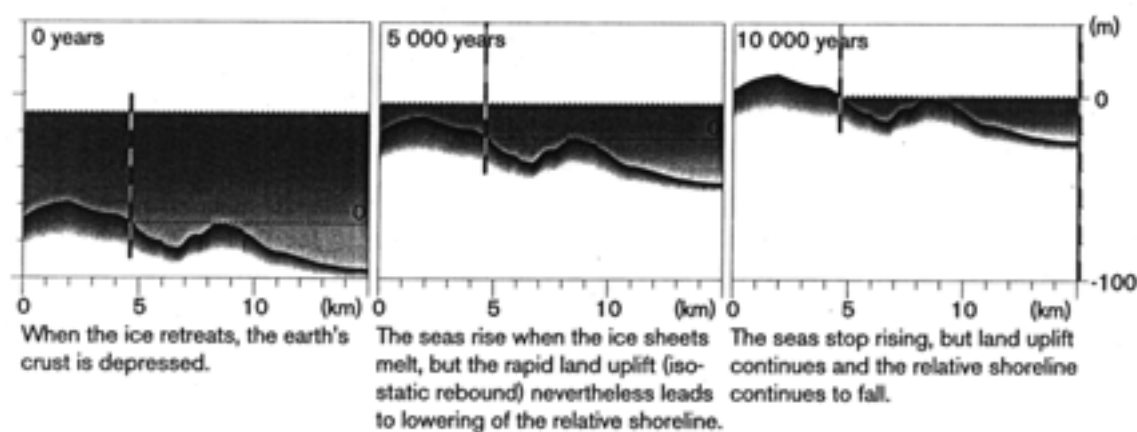 0 years
5 000 years
10 000 years
(m)
0
-100
0 5 10 (km)
0 5 10 (km)
0 5 10 (km)
When the ice retreats, the earth's
crust is depressed.
The seas rise when the ice sheets
melt, but the rapid land uplift (iso-
static rebound) nevertheless leads
to lowering of the relative shoreline.
The seas stop rising, but land uplift
continues and the relative shoreline
continues to fall.